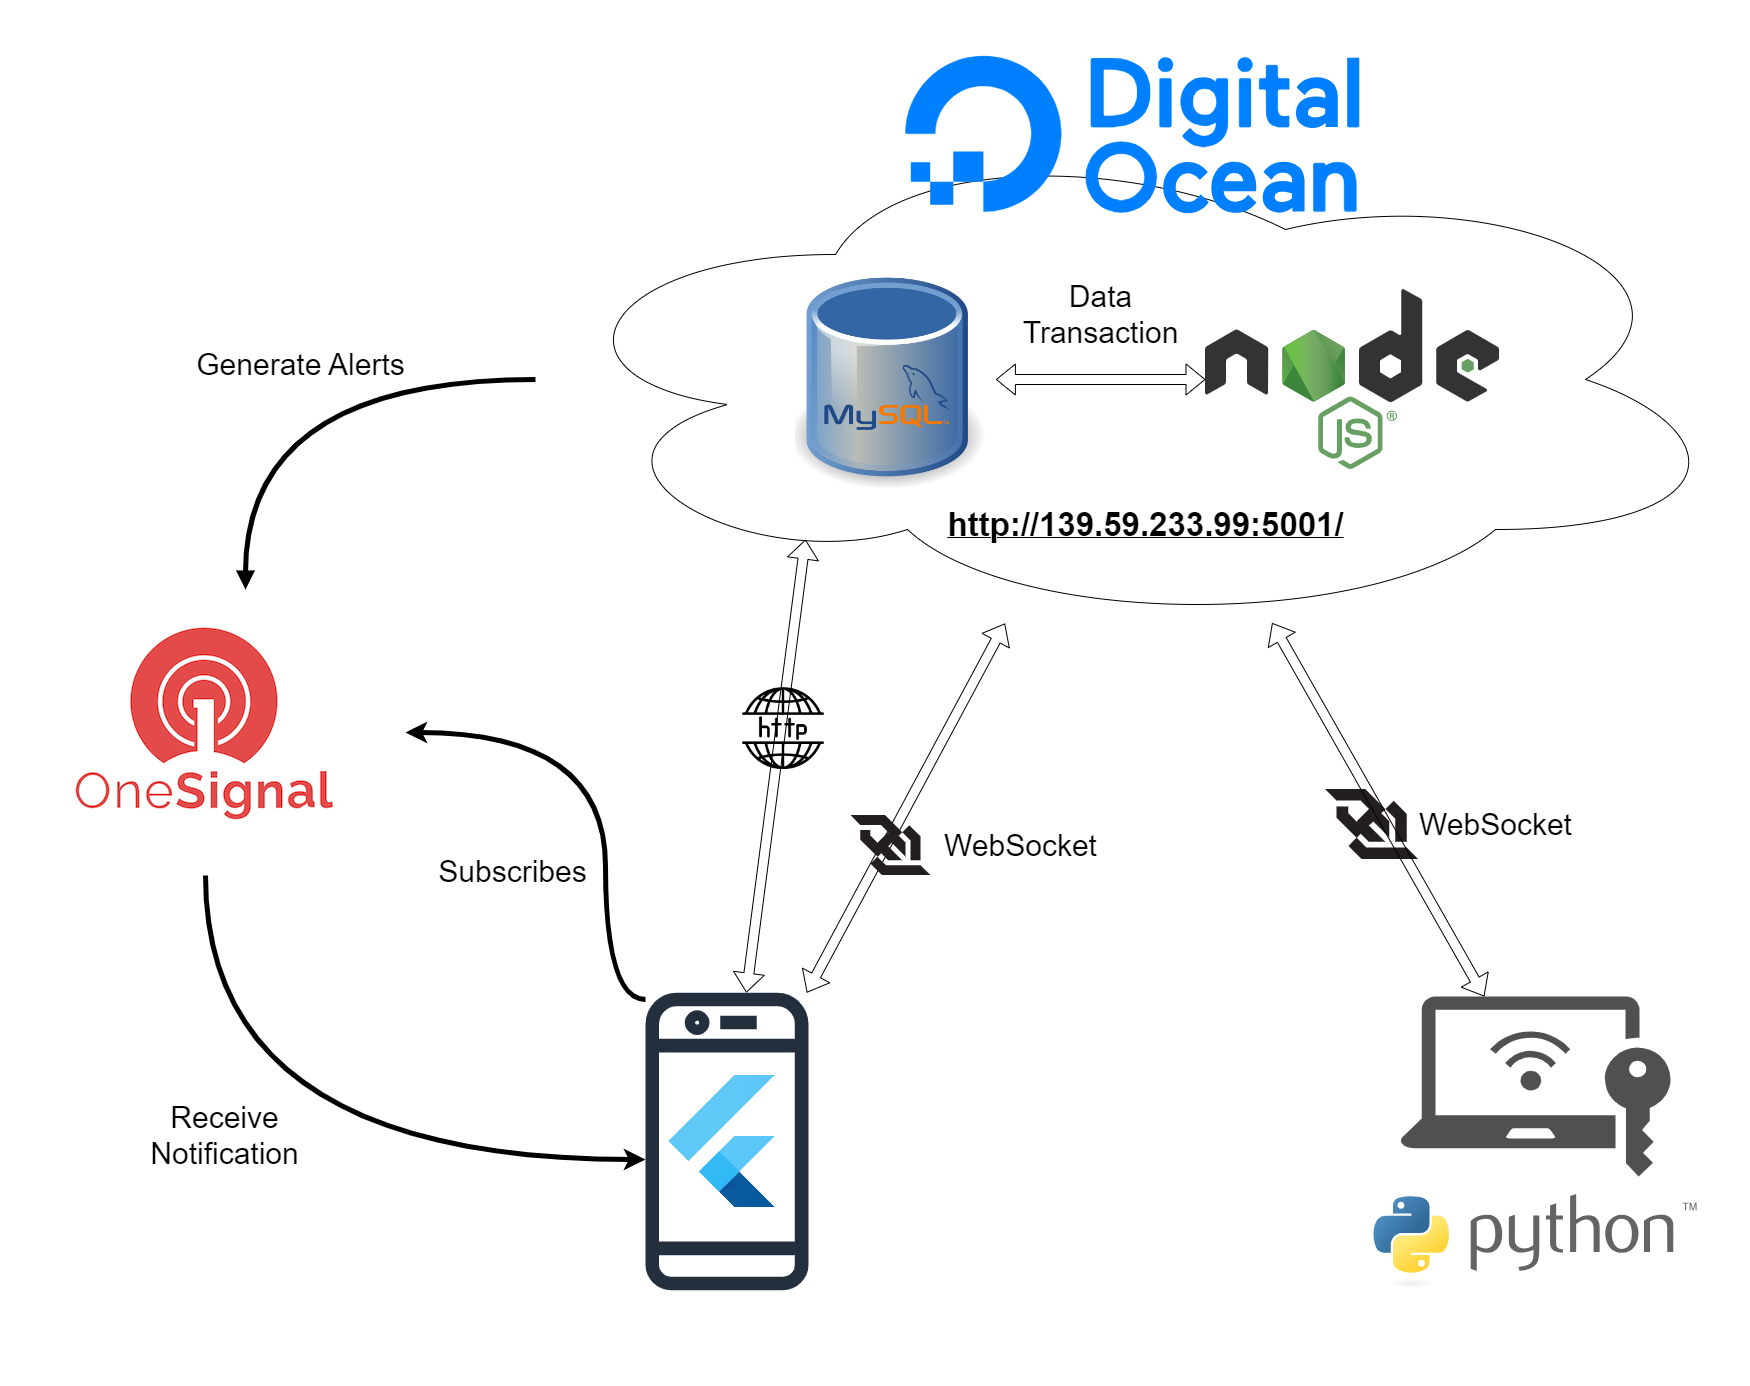 Digital
Ocean
Data
Transaction
Generate Alerts
node
JS®
MySQL™
http://139.59.233.99:5001/
http
OneSignal
WebSocket
WebSocket
Subscribes
Receive
Notification
python™